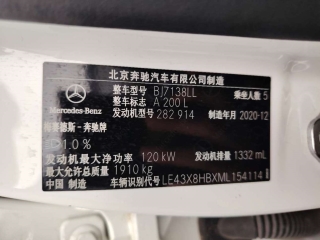 北京奔驰汽车有限公司制造
整车型号 BJ7138LL 乘坐人数 5
整车标志 A 200 L
发动机型号 282 914 制造年月 2020-12
Mercedes-Benz
梅赛德斯-奔驰牌
1.0 %
发动机最大净功率 120 kW 发动机排量 1332 mL
最大允许总质量 1910 kg
中国 制造 车辆识别代号 LE43X8HBXML154114